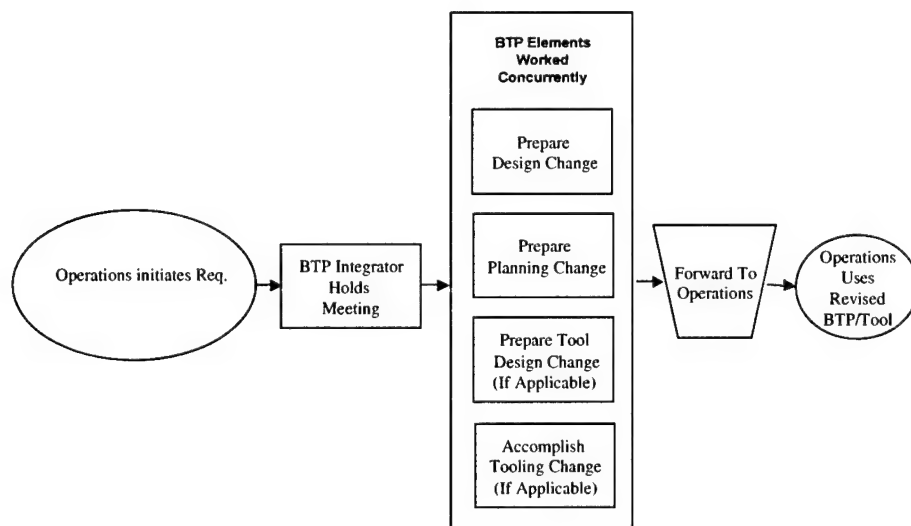 Operations initiates Req.
BTP Integrator
Holds
Meeting
BTP Elements
Worked
Concurrently
Prepare
Design Change
Prepare
Planning Change
Prepare Tool
Design Change
(If Applicable)
Accomplish
Tooling Change
(If Applicable)
Forward To
Operations
Operations
Uses
Revised
BTP/Tool